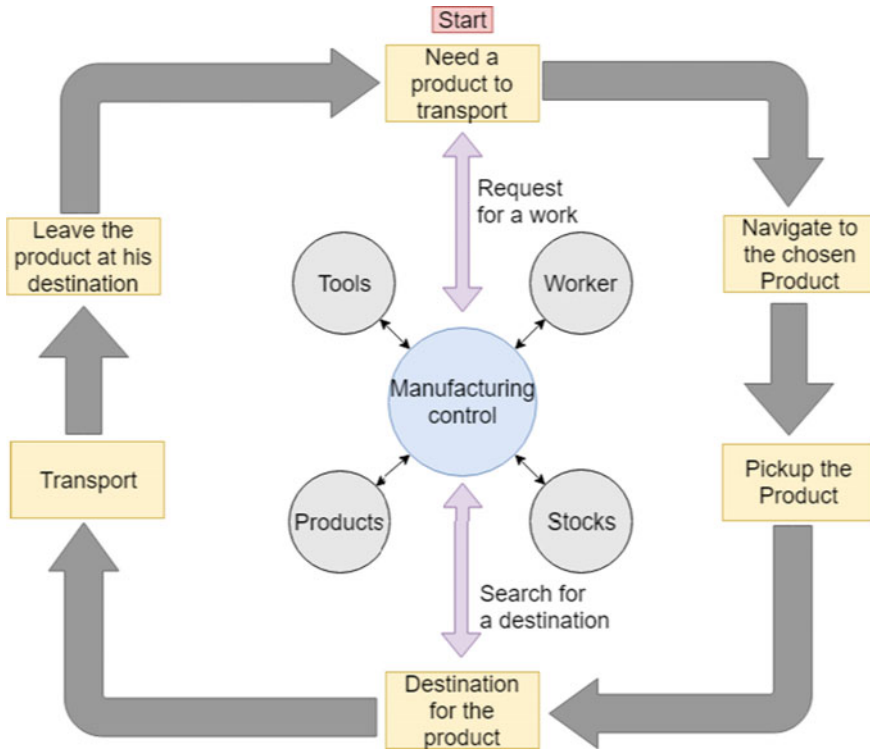 Start
Need a
product to
transport
Request
for a work
Leave the
product at his
destination
Navigate to
the chosen
Product
Tools
Worker
Manufacturing
control
Transport
Pickup the
Product
Products
Stocks
Search for
a destination
Destination
for the
product